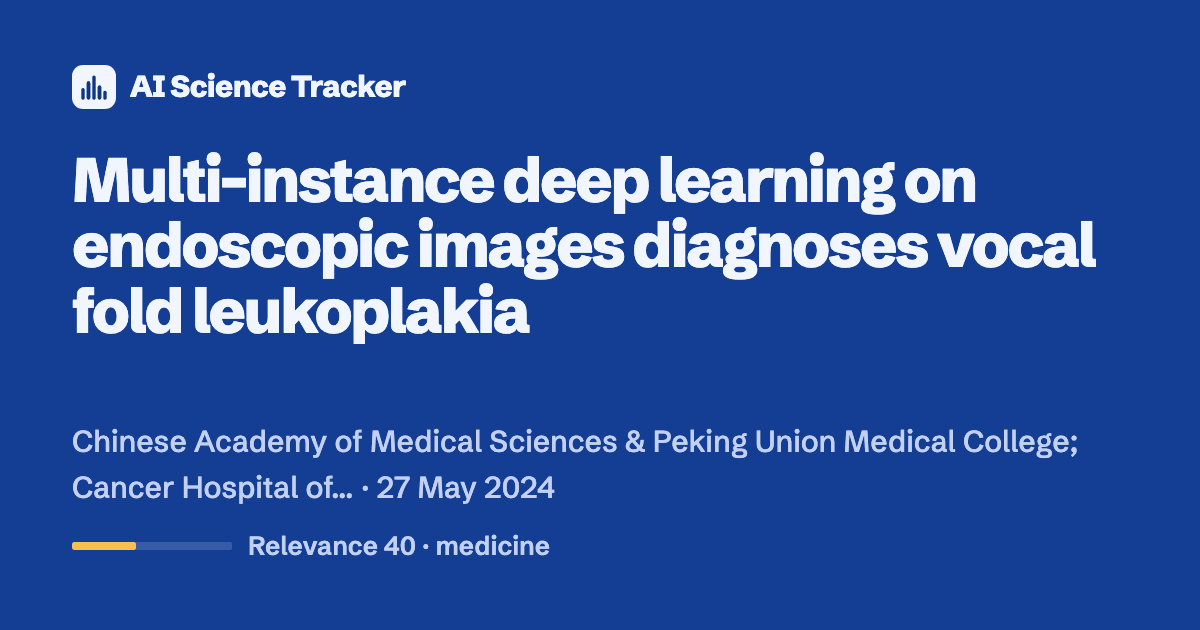 AI Science Tracker
Multi-instance deep learning on
endoscopic images diagnoses vocal
fold leukoplakia
Chinese Academy of Medical Sciences & Peking Union Medical College;
Cancer Hospital of... · 27 May 2024
Relevance 40 · medicine